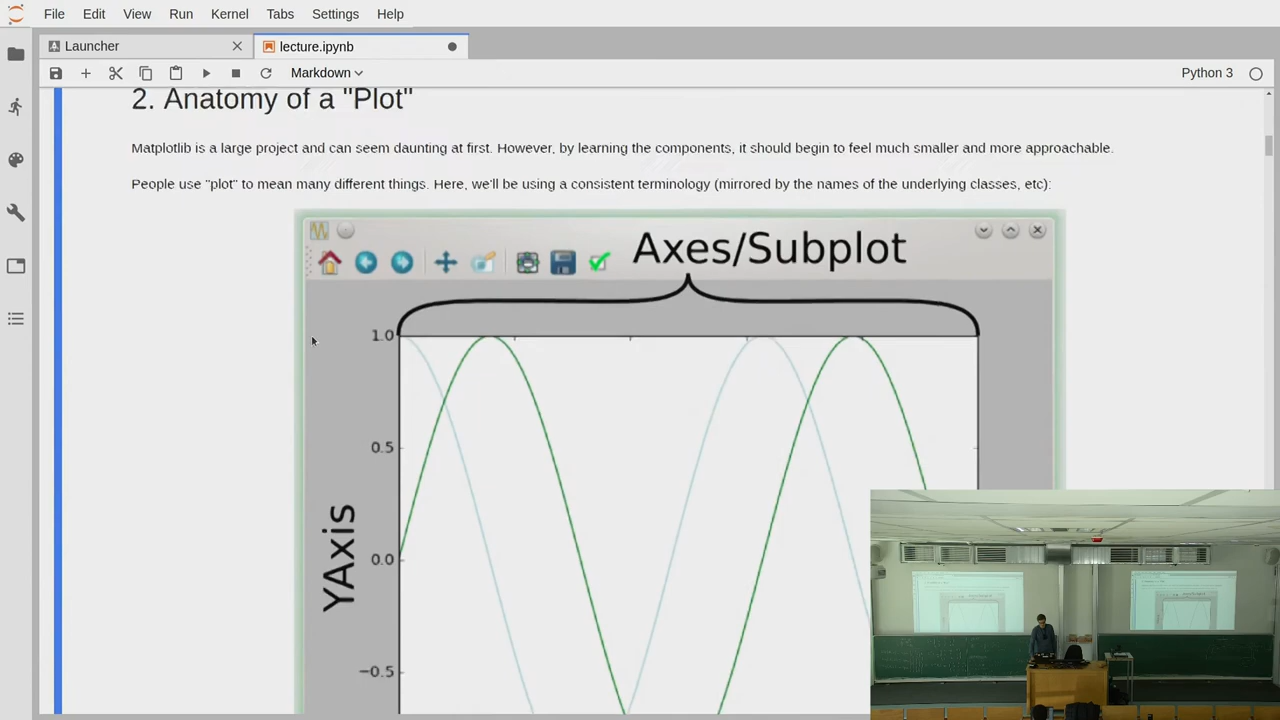 File Edit View Run Kernel Tabs Settings Help
Launcher
lecture.ipynb
Markdown
Python 3
2. Anatomy of a "Plot"
Matplotlib is a large project and can seem daunting at first. However, by learning the components, it should begin to feel much smaller and more approachable.
People use "plot" to mean many different things. Here, we'll be using a consistent terminology (mirrored by the names of the underlying classes, etc):
Axes/Subplot
1.0
0.5
YAxis
0.0
−0.5